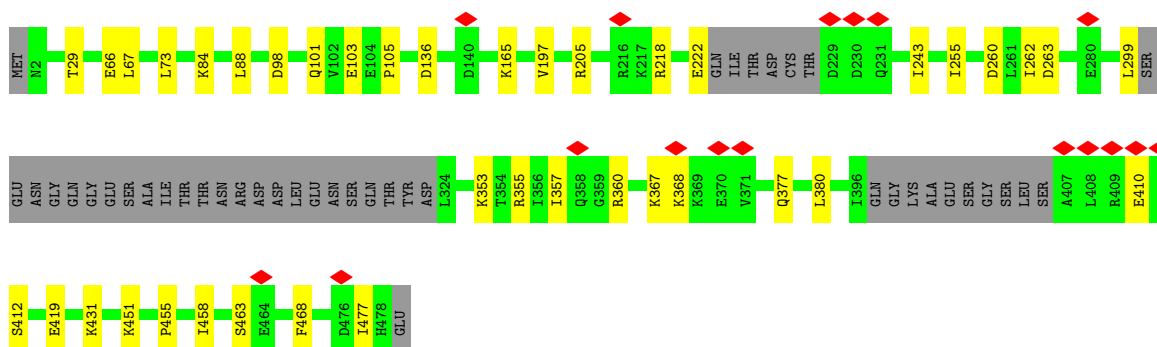 MET N2 T29 E66 L67 L73 K84 L88 D98 Q101 V102 E103 E104 P105 D136 D140 K165 V197 R205 R216 K217 R218 E222 GLN ILE THR ASP CYS THR D229 D230 Q231 I243 I255 D260 L261 I262 D263 E280 L299 SER
GLU ASN GLY GLN GLY GLU SER ALA ILE THR THR ASN ARG ASP ASP LEU GLU ASN SER GLN THR TYR ASP L324 K353 T354 R355 I356 I357 Q358 G359 R360 K367 K368 K369 E370 V371 Q377 L380 I396 GLN GLY LYS ALA GLU SER GLY SER LEU SER A407 L408 R409 E410
S412 E419 K431 K451 P455 I458 S463 E464 F468 D476 I477 H478 GLU